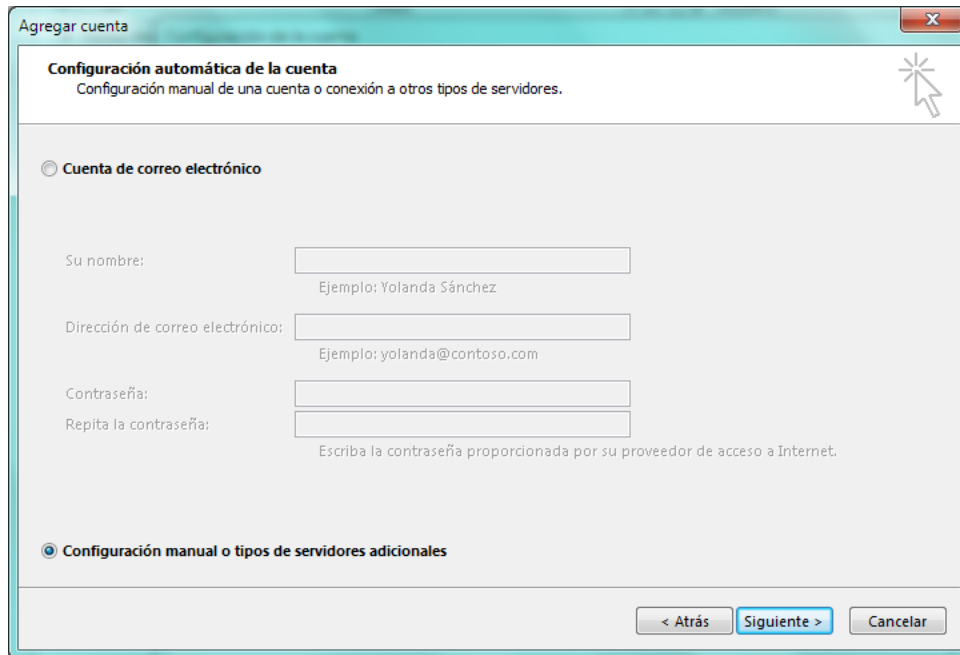 Agregar cuenta
Configuración automática de la cuenta
Configuración manual de una cuenta o conexión a otros tipos de servidores.
Cuenta de correo electrónico
Su nombre:
Ejemplo: Yolanda Sánchez
Dirección de correo electrónico:
Ejemplo: yolanda@contoso.com
Contraseña:
Repita la contraseña:
Escriba la contraseña proporcionada por su proveedor de acceso a Internet.
Configuración manual o tipos de servidores adicionales
< Atrás Siguiente > Cancelar